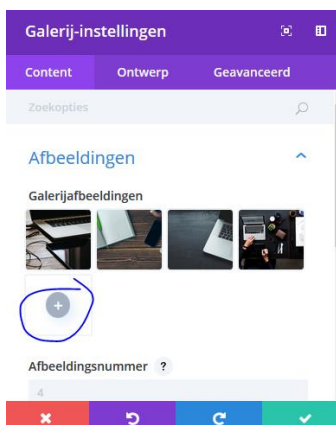 Galerij-instellingen
Content Ontwerp Geavanceerd
Zoekopties
Afbeeldingen
Galerijafbeeldingen
Afbeeldingsnummer ?
4